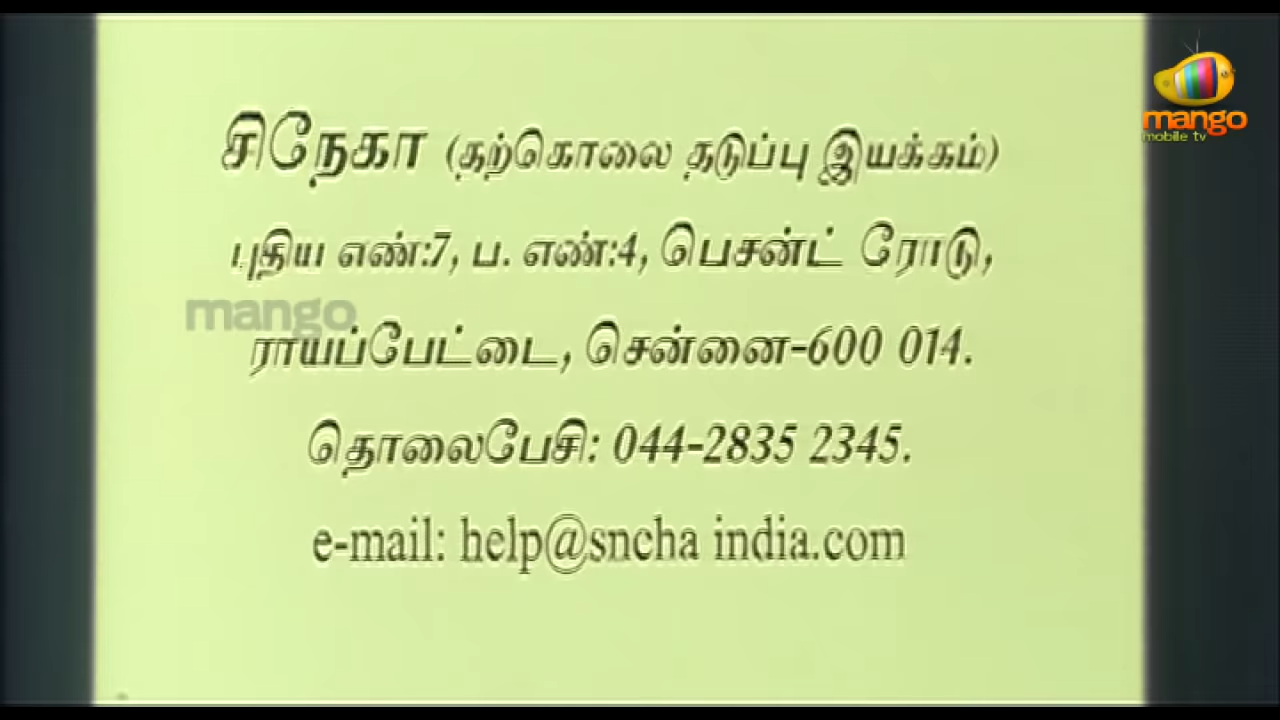 mango
mobile tv
சிநேகா (தற்கொலை தடுப்பு இயக்கம்)
புதிய எண்:7, ப. எண்:4, பெசன்ட் ரோடு,
mango
ராயப்பேட்டை, சென்னை-600 014.
தொலைபேசி: 044-2835 2345.
e-mail: help@sncha india.com